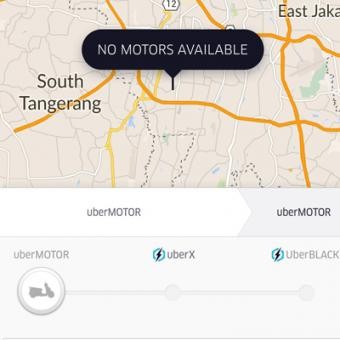 12
East Jaka
NO MOTORS AVAILABLE
South
Tangerang
uberMOTOR
uberMOTOR
uberMOTOR
uberX
UberBLACK